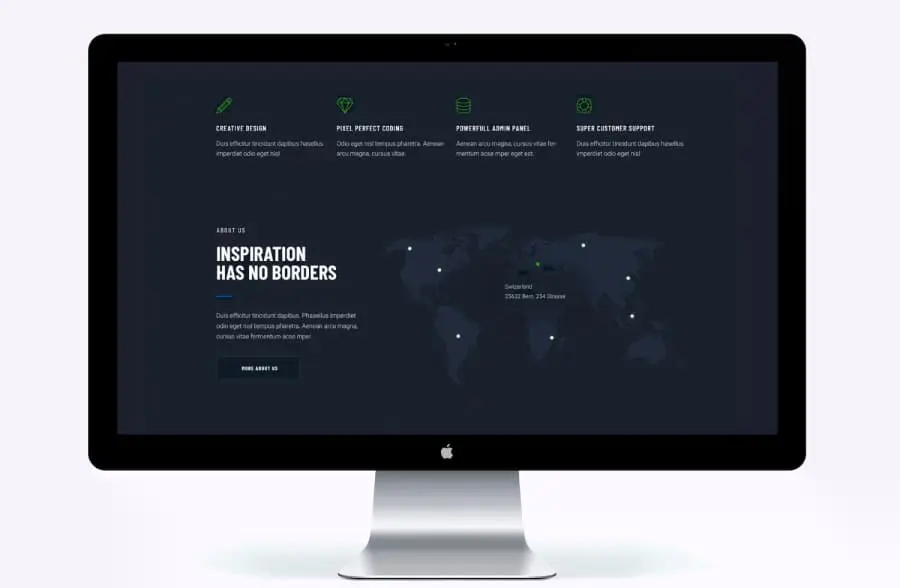 CREATIVE DESIGN
Duis efficitur tincidunt dapibus hasellus
imperdiet odio eget nisl
PIXEL PERFECT CODING
Odio eget nisl tempus pharetra. Aenean
arcu magna, cursus vitae.
POWERFULL ADMIN PANEL
Aenean arcu magna, cursus vitae fer-
mentum acse mper eget est.
SUPER CUSTOMER SUPPORT
Duis efficitur tincidunt dapibus hasellus,
imperdiet odio eget nisl
ABOUT US
INSPIRATION
HAS NO BORDERS
Duis efficitur tincidunt dapibus. Phasellus imperdiet
odio eget nisl tempus pharetra. Aenean arcu magna,
cursus vitae fermentum acse mper.
MORE ABOUT US
Switzerland
23632 Bern, 234 Strasse